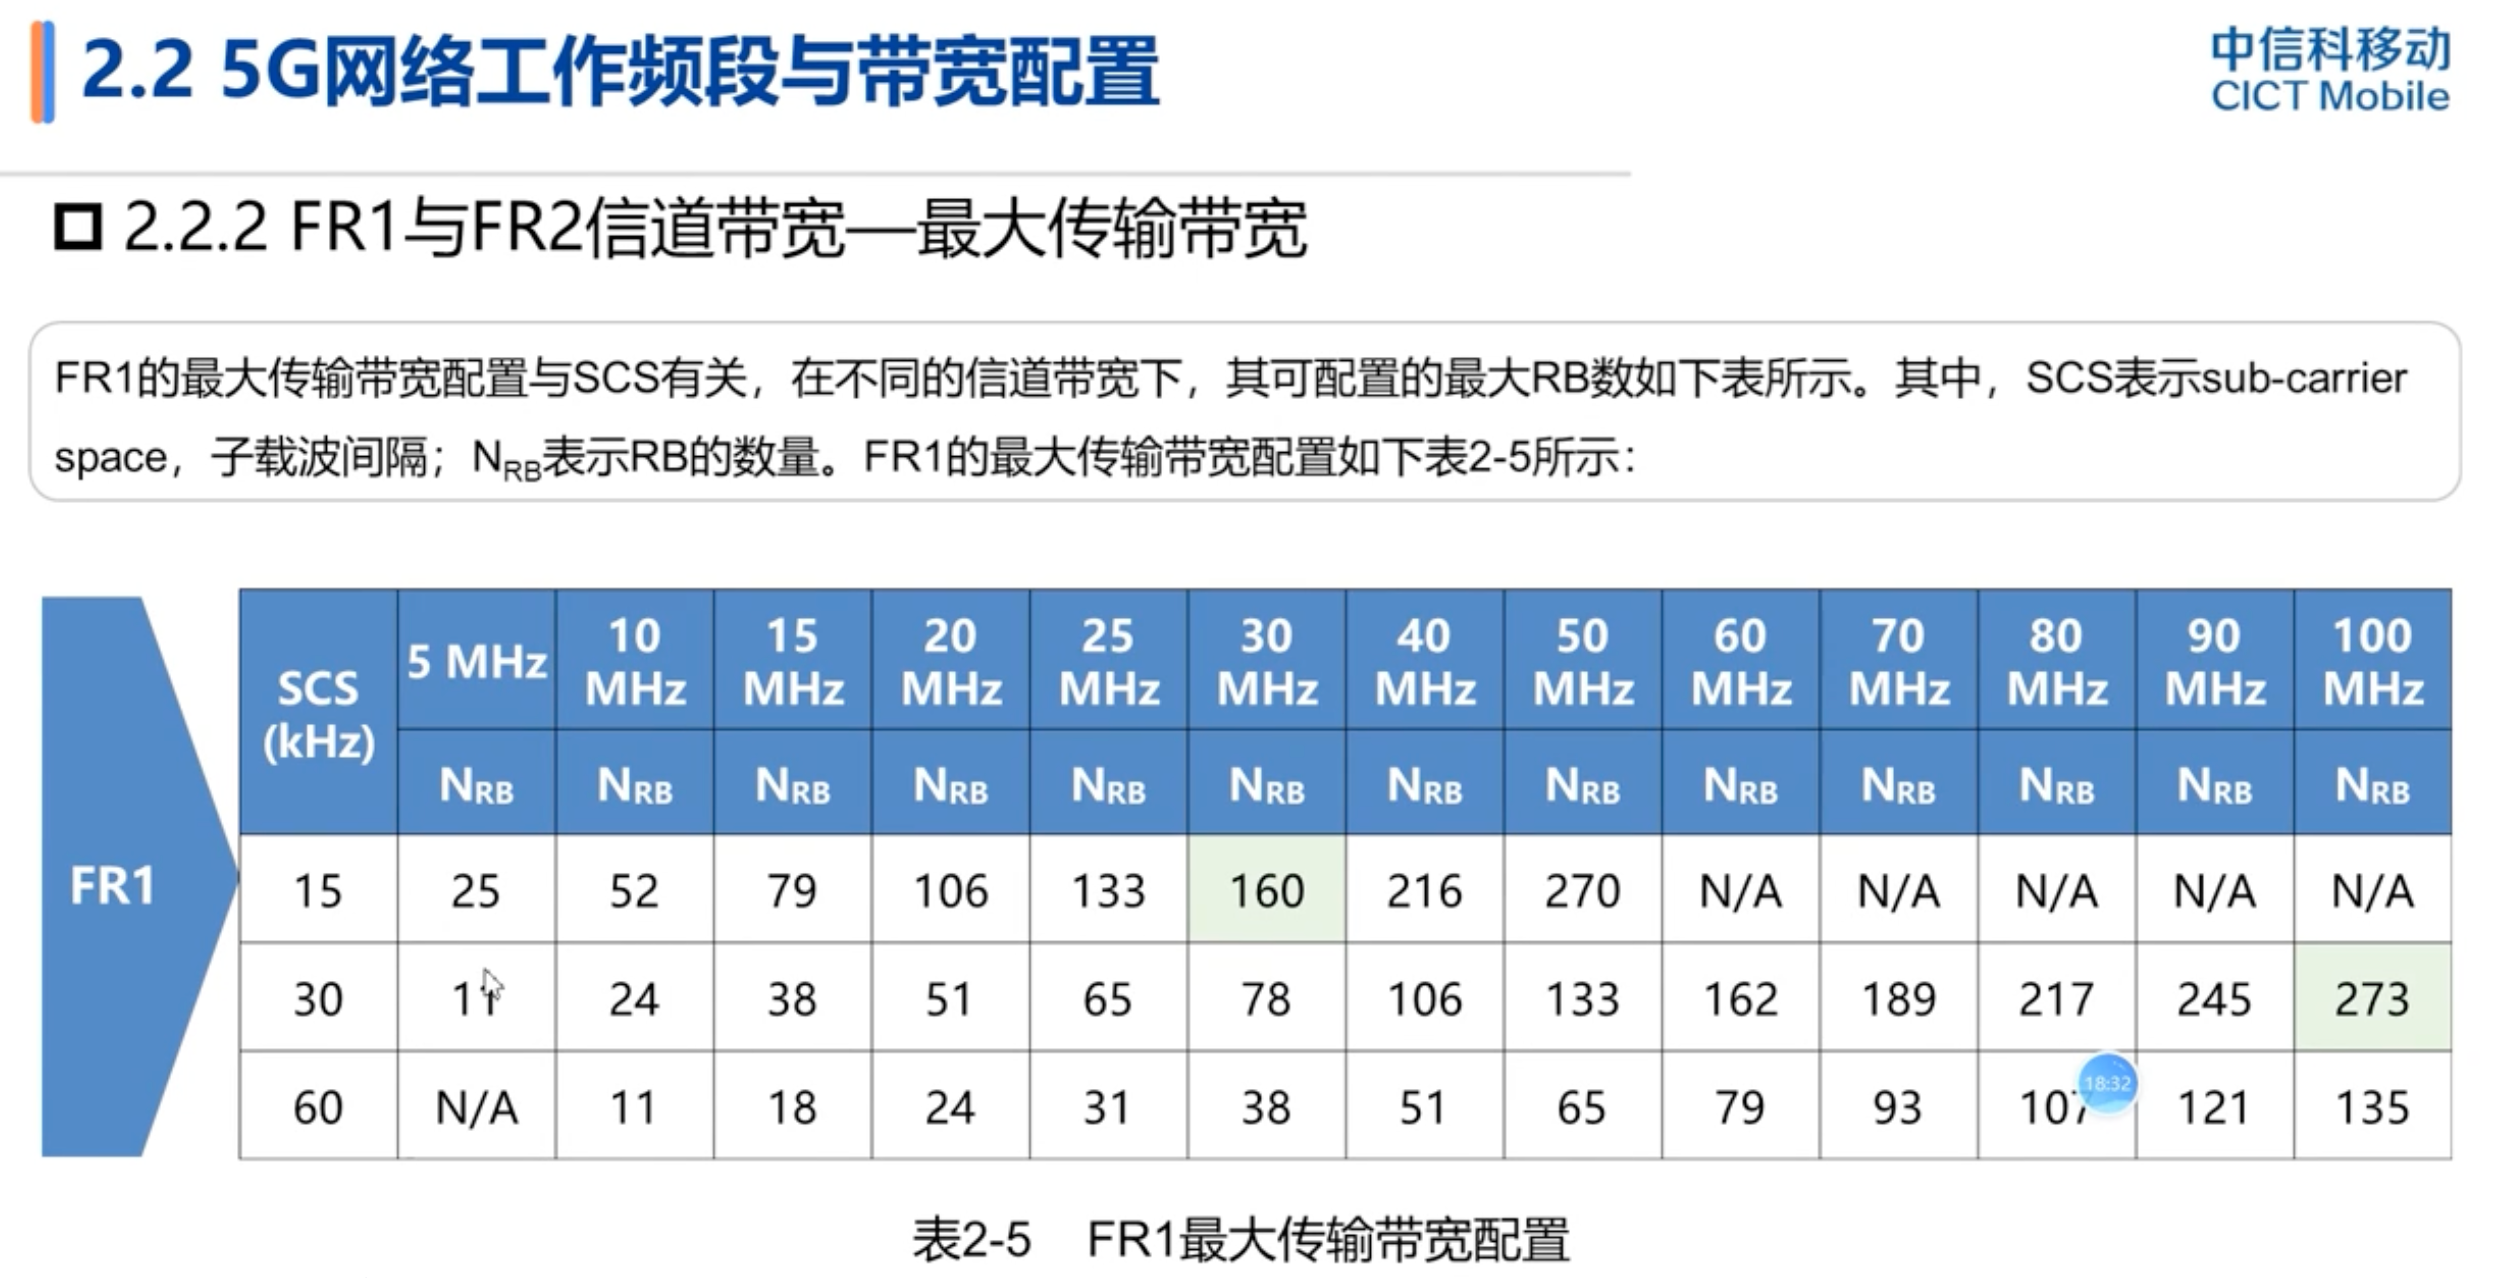 2.2 5G网络工作频段与带宽配置
中信科移动
CICT Mobile
2.2.2 FR1与FR2信道带宽—最大传输带宽
FR1的最大传输带宽配置与SCS有关，在不同的信道带宽下，其可配置的最大RB数如下表所示。其中，SCS表示sub-carrier
space，子载波间隔；NRB表示RB的数量。FR1的最大传输带宽配置如下表2-5所示：
FR1
SCS (kHz) 5 MHz 10 MHz 15 MHz 20 MHz 25 MHz 30 MHz 40 MHz 50 MHz 60 MHz 70 MHz 80 MHz 90 MHz 100 MHz
NRB NRB NRB NRB NRB NRB NRB NRB NRB NRB NRB NRB NRB
15 25 52 79 106 133 160 216 270 N/A N/A N/A N/A N/A
30 11 24 38 51 65 78 106 133 162 189 217 245 273
60 N/A 11 18 24 31 38 51 65 79 93 107 121 135
18:32
表2-5 FR1最大传输带宽配置